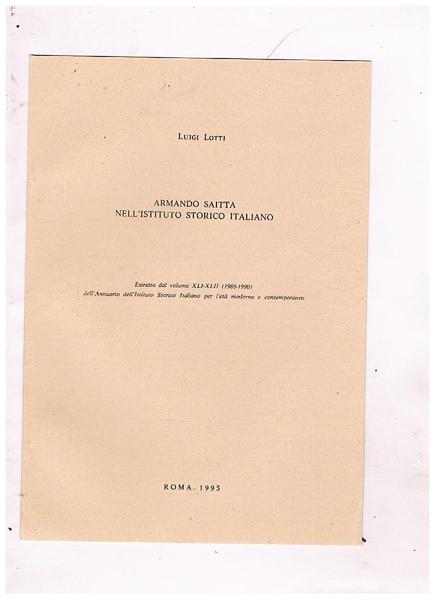 LUIGI LOTTI
ARMANDO SAITTA
NELL'ISTITUTO STORICO ITALIANO
Estratto dal volume XLI-XLII (1989-1990)
dell'Annuario dell'Istituto Storico Italiano per l'età moderna e contemporanea
ROMA 1995